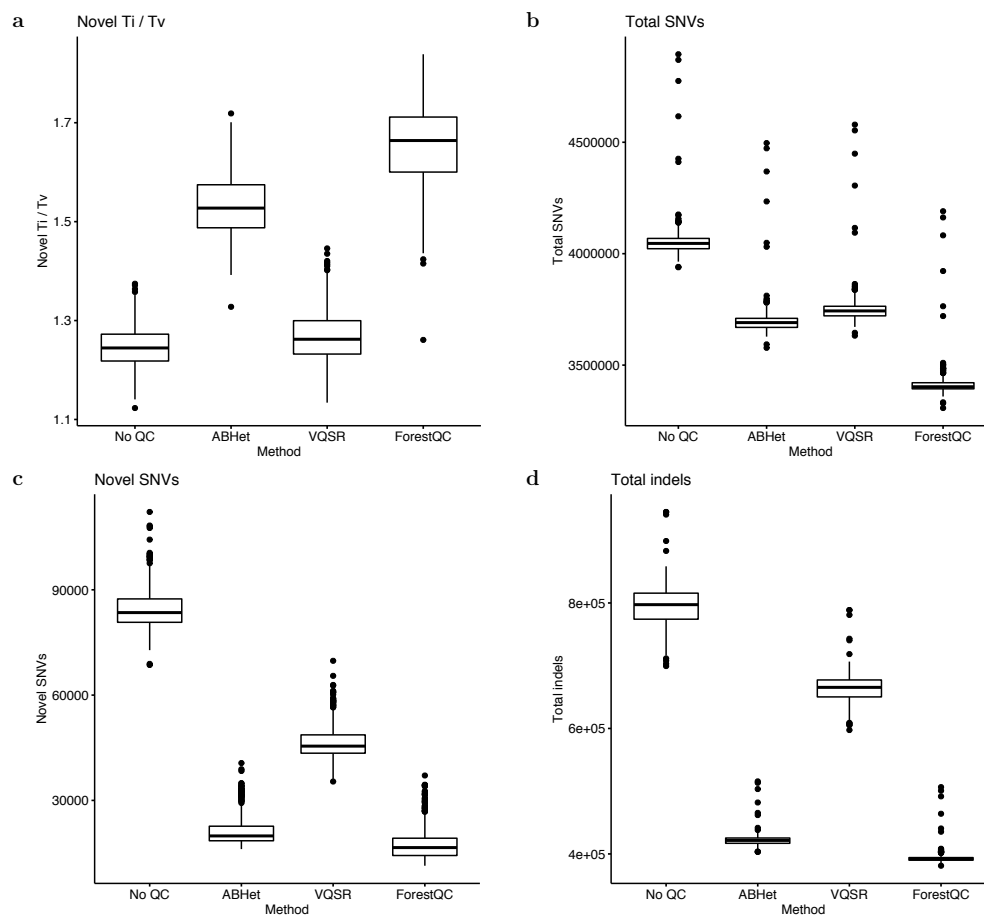 a
Novel Ti / Tv
Novel Ti / Tv
1.7
1.5
1.3
1.1
No QC ABHet VQSR ForestQC
Method
b
Total SNVs
Total SNVs
4500000
4000000
3500000
No QC ABHet VQSR ForestQC
Method
c
Novel SNVs
Novel SNVs
90000
60000
30000
No QC ABHet VQSR ForestQC
Method
d
Total indels
Total indels
8e+05
6e+05
4e+05
No QC ABHet VQSR ForestQC
Method